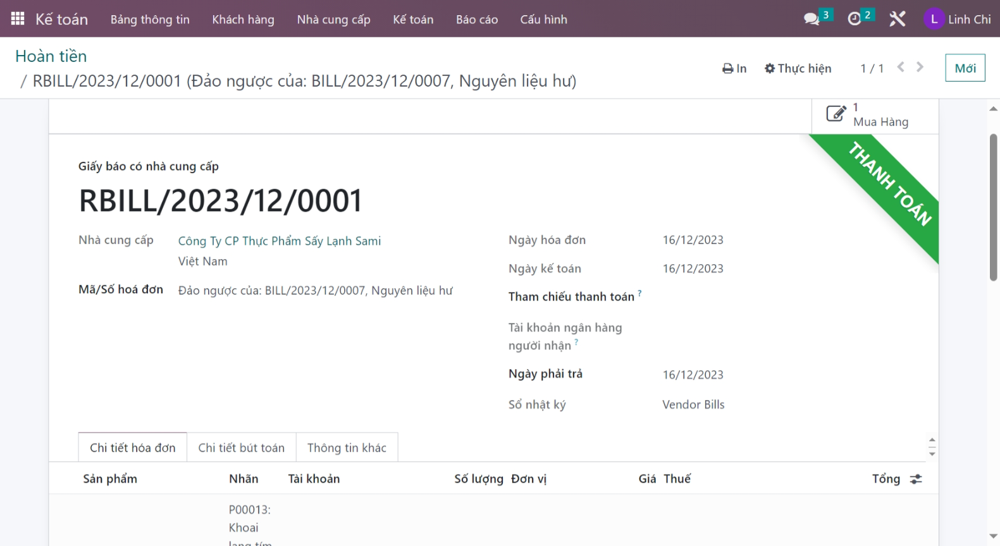 Kế toán Bảng thông tin Khách hàng Nhà cung cấp Kế toán Báo cáo Cấu hình 3 2 L Linh Chi
Hoàn tiền
/ RBILL/2023/12/0001 (Đảo ngược của: BILL/2023/12/0007, Nguyên liệu hư)
In Thực hiện 1 / 1 Mới
1
Mua Hàng
THANH TOÁN
Giấy báo có nhà cung cấp
RBILL/2023/12/0001
Nhà cung cấp Công Ty CP Thực Phẩm Sấy Lạnh Sami
Việt Nam
Mã/Số hoá đơn Đảo ngược của: BILL/2023/12/0007, Nguyên liệu hư
Ngày hóa đơn 16/12/2023
Ngày kế toán 16/12/2023
Tham chiếu thanh toán ?
Tài khoản ngân hàng
người nhận ?
Ngày phải trả 16/12/2023
Sổ nhật ký Vendor Bills
Chi tiết hóa đơn Chi tiết bút toán Thông tin khác
Sản phẩm Nhãn Tài khoản Số lượng Đơn vị Giá Thuế Tổng
P00013:
Khoai
lang tím